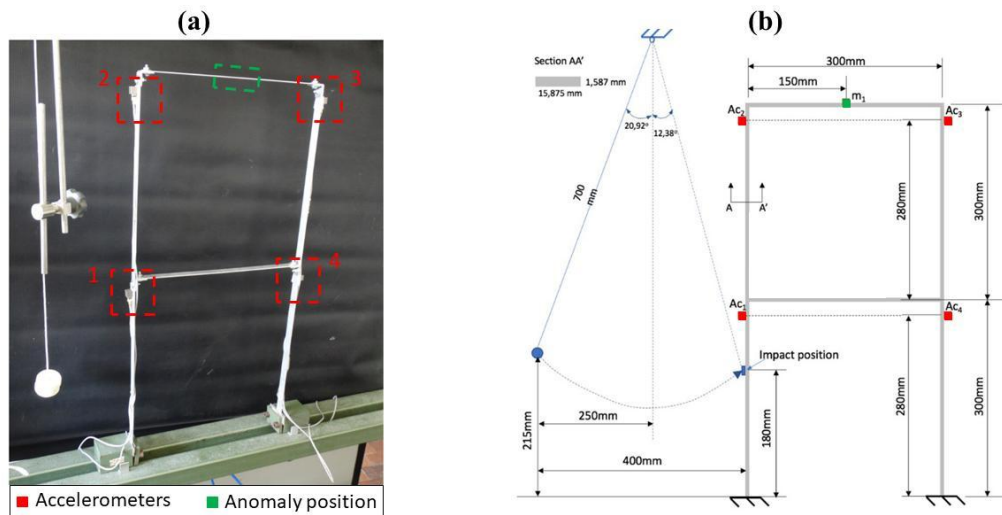 (a)
2
3
1
4
Accelerometers
Anomaly position
(b)
Section AA'
1,587 mm
15,875 mm
20,92°
12,38°
700
mm
300mm
150mm
m1
Ac2
Ac3
280mm
300mm
A
A'
Ac1
Ac4
Impact position
215mm
250mm
400mm
180mm
280mm
300mm